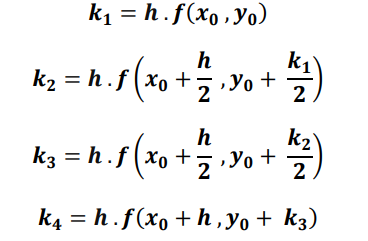 k₁ = h . f(x₀ , y₀)
k₂ = h . f(x₀ + h/2 , y₀ + k₁/2)
k₃ = h . f(x₀ + h/2 , y₀ + k₂/2)
k₄ = h . f(x₀ + h , y₀ + k₃)